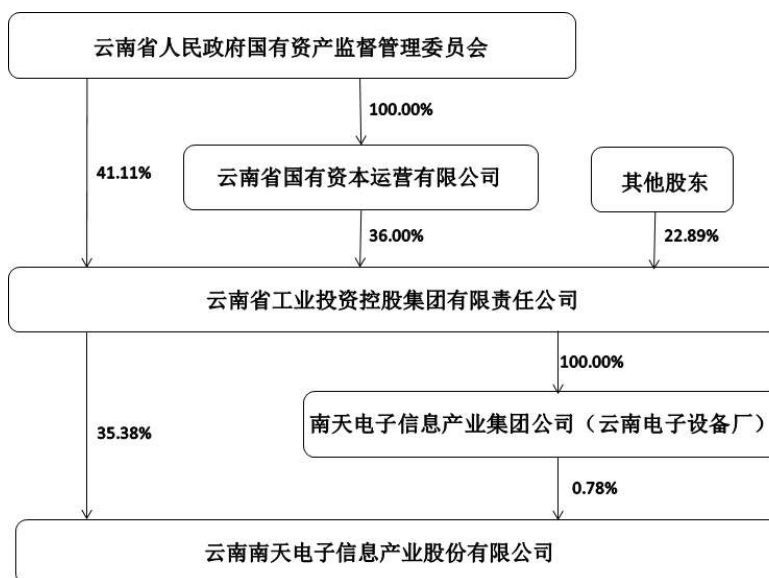 云南省人民政府国有资产监督管理委员会
100.00%
41.11%
云南省国有资本运营有限公司
其他股东
36.00%
22.89%
云南省工业投资控股集团有限责任公司
100.00%
南天电子信息产业集团公司（云南电子设备厂）
35.38%
0.78%
云南南天电子信息产业股份有限公司